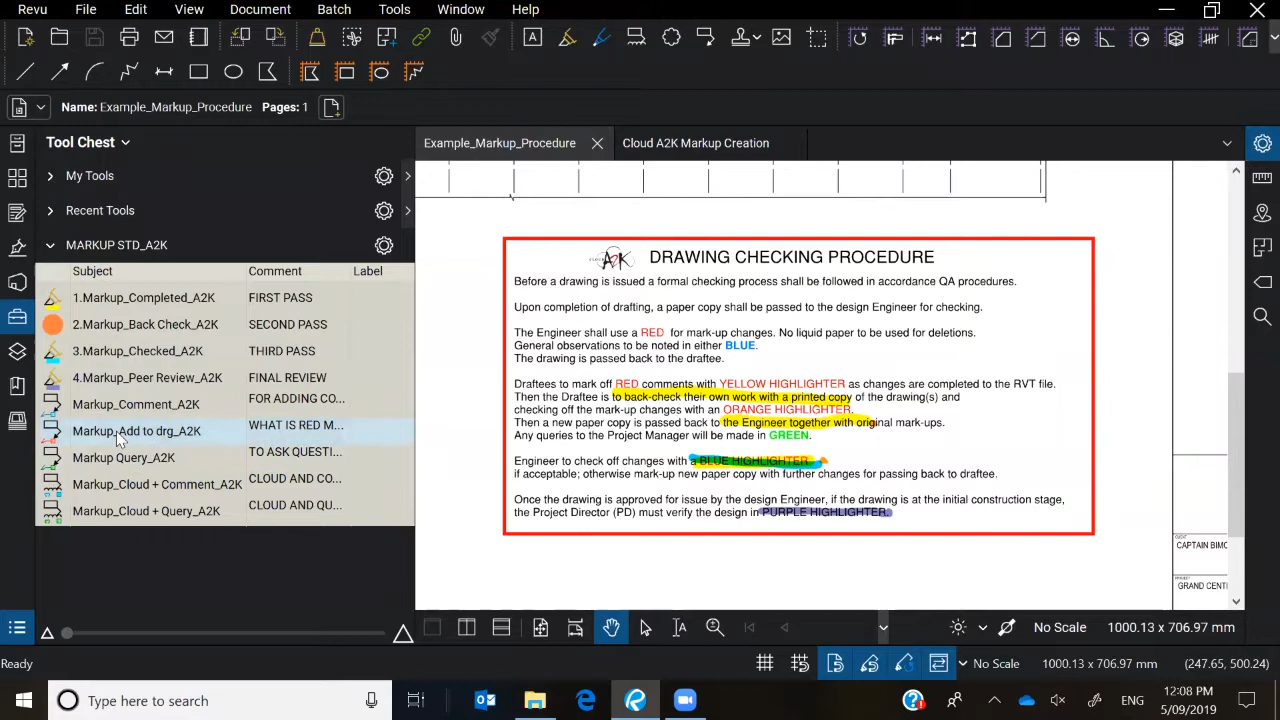 Revu File Edit View Document Batch Tools Window Help
Name: Example_Markup_Procedure Pages: 1
Tool Chest
Example_Markup_Procedure
Cloud A2K Markup Creation
My Tools
Recent Tools
MARKUP STD_A2K
Subject Comment Label
1.Markup_Completed_A2K FIRST PASS
2.Markup_Back Check_A2K SECOND PASS
3.Markup_Checked_A2K THIRD PASS
4.Markup_Peer Review_A2K FINAL REVIEW
Markup_Comment_A2K FOR ADDING CO...
Markup_Add to drg_A2K WHAT IS RED M...
Markup Query_A2K TO ASK QUESTI...
Markup_Cloud + Comment_A2K CLOUD AND CO...
Markup_Cloud + Query_A2K CLOUD AND QU...
A2K DRAWING CHECKING PROCEDURE
Before a drawing is issued a formal checking process shall be followed in accordance QA procedures.
Upon completion of drafting, a paper copy shall be passed to the design Engineer for checking.
The Engineer shall use a RED for mark-up changes. No liquid paper to be used for deletions.
General observations to be noted in either BLUE.
The drawing is passed back to the draftee.
Draftees to mark off RED comments with YELLOW HIGHLIGHTER as changes are completed to the RVT file.
Then the Draftee is to back-check their own work with a printed copy of the drawing(s) and
checking off the mark-up changes with an ORANGE HIGHLIGHTER.
Then a new paper copy is passed back to the Engineer together with original mark-ups.
Any queries to the Project Manager will be made in GREEN.
Engineer to check off changes with a BLUE HIGHLIGHTER
if acceptable; otherwise mark-up new paper copy with further changes for passing back to draftee.
Once the drawing is approved for issue by the design Engineer, if the drawing is at the initial construction stage,
the Project Director (PD) must verify the design in PURPLE HIGHLIGHTER.
CAPTAIN BIMC
GRAND CENT
No Scale 1000.13 x 706.97 mm
Ready
No Scale 1000.13 x 706.97 mm (247.65, 500.24)
Type here to search
ENG
12:08 PM
5/09/2019